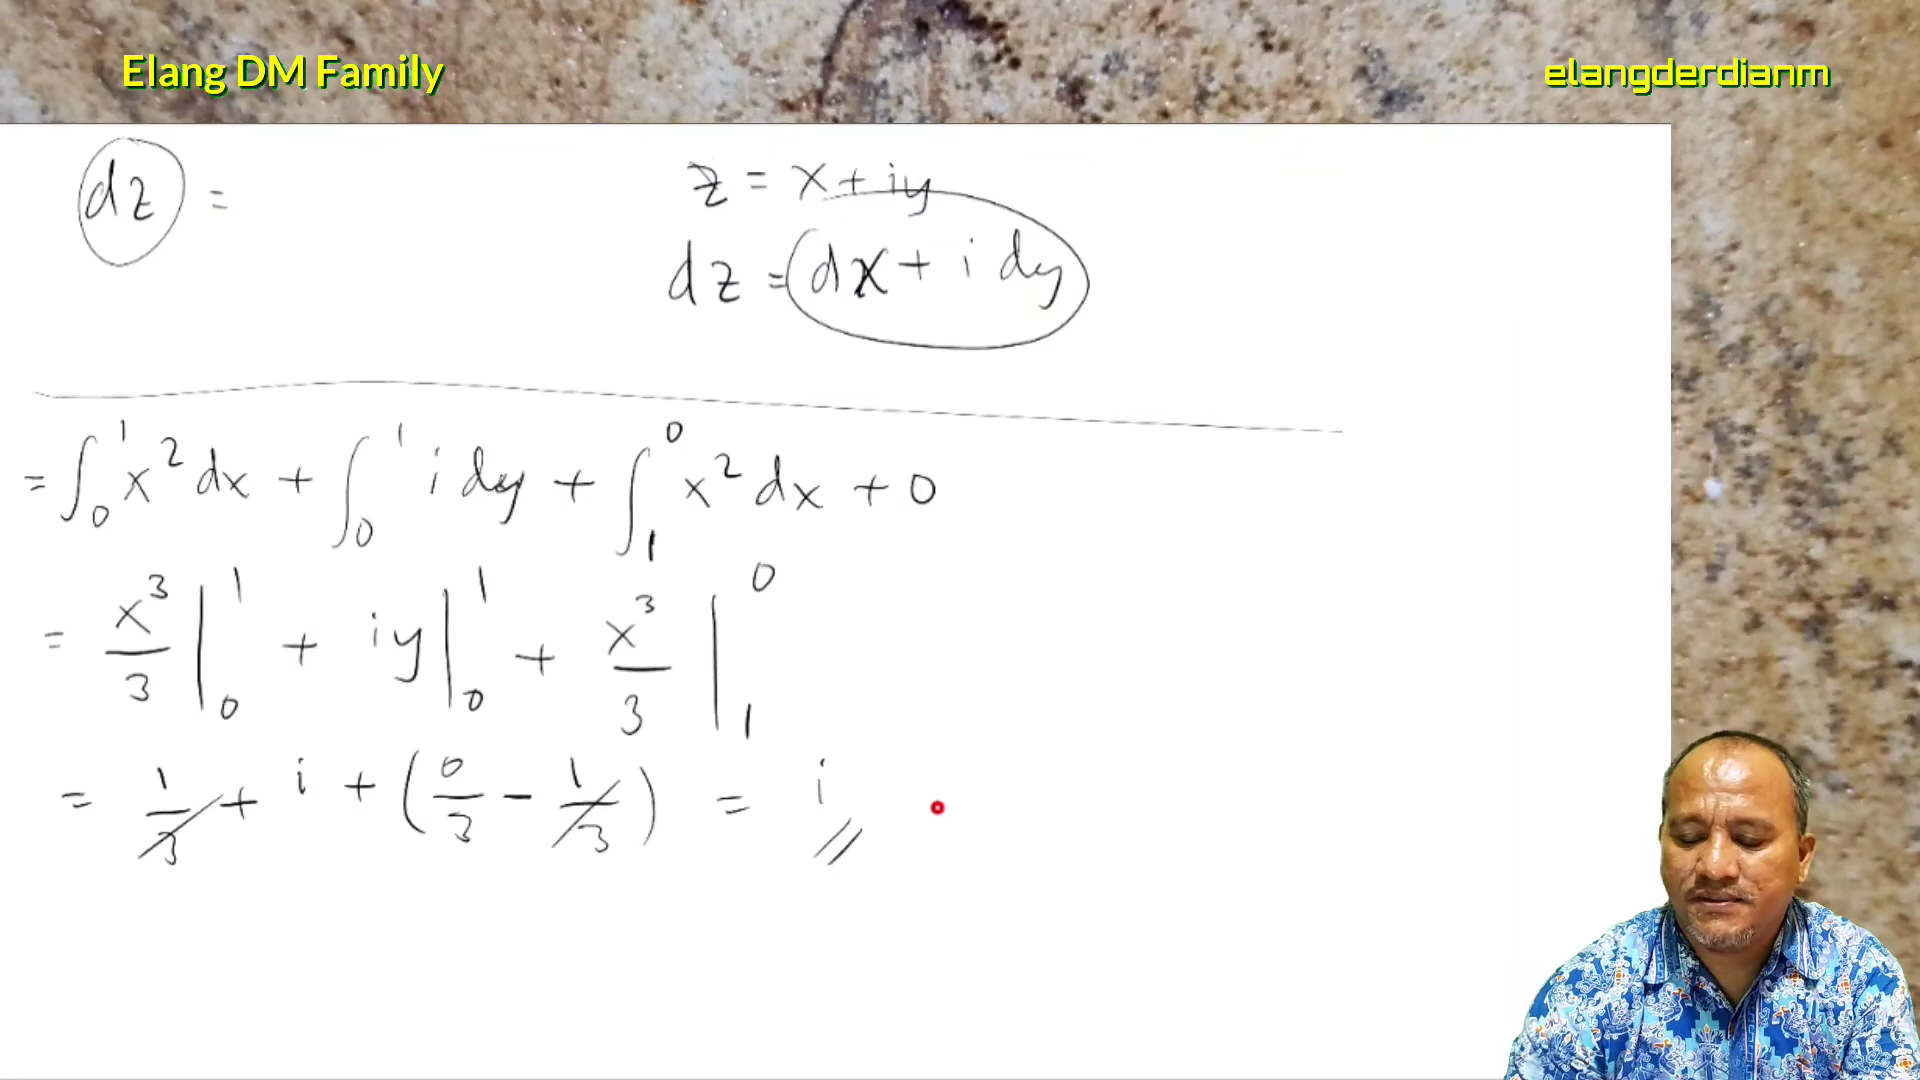 Elang DM Family
elangderdianm
dz =
z = x + iy
dz = (dx + i dy)
= ∫₀¹ x² dx + ∫₀¹ i dy + ∫₁⁰ x² dx + 0
= x³/3 |₀¹ + iy |₀¹ + x³/3 |₁⁰
= 1/3 + i + (0/3 - 1/3) = i